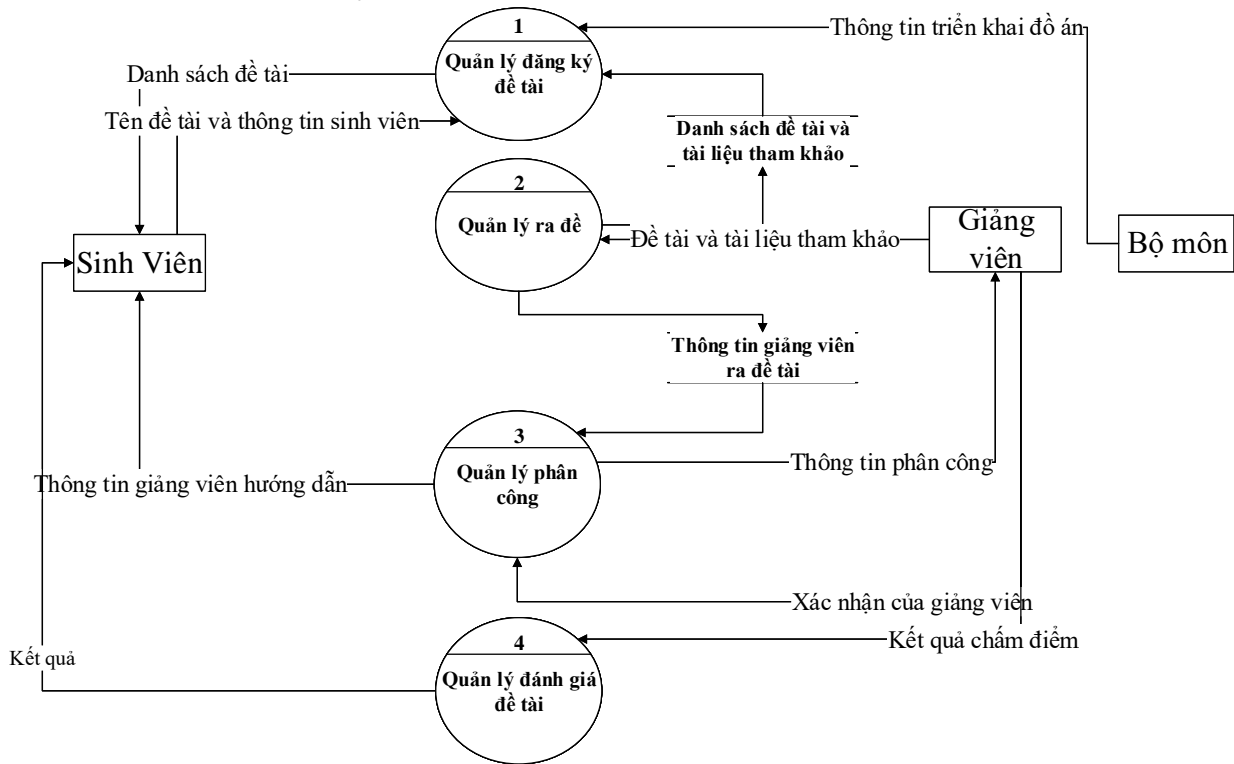 1
Quản lý đăng ký
đề tài
Thông tin triển khai đồ án
Danh sách đề tài
Tên đề tài và thông tin sinh viên
Danh sách đề tài và
tài liệu tham khảo
2
Quản lý ra đề
Đề tài và tài liệu tham khảo
Giảng
viên
Bộ môn
Sinh Viên
Thông tin giảng viên
ra đề tài
3
Quản lý phân
công
Thông tin phân công
Thông tin giảng viên hướng dẫn
Xác nhận của giảng viên
Kết quả chấm điểm
4
Quản lý đánh giá
đề tài
Kết quả